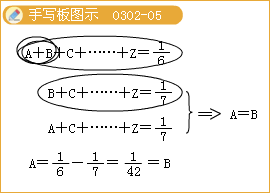 手写板图示 0302-05
A+B+C+……+Z=1/6
B+C+……+Z=1/7
A+C+……+Z=1/7
⇒ A=B
A=1/6-1/7=1/42=B